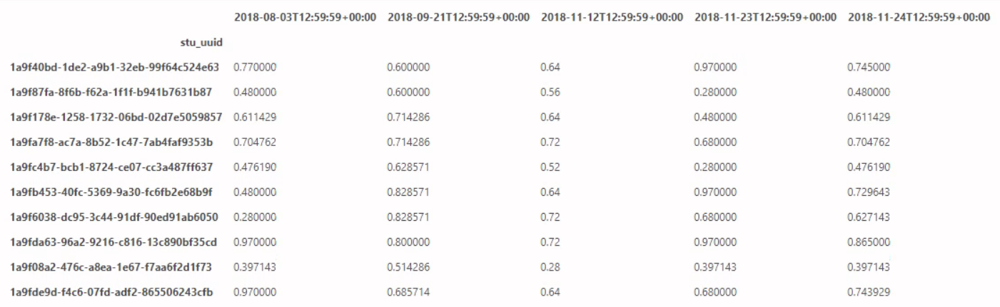 2018-08-03T12:59:59+00:00 2018-09-21T12:59:59+00:00 2018-11-12T12:59:59+00:00 2018-11-23T12:59:59+00:00 2018-11-24T12:59:59+00:00
stu_uuid
1a9f40bd-1de2-a9b1-32eb-99f64c524e63 0.770000 0.600000 0.64 0.970000 0.745000
1a9f87fa-8f6b-f62a-1f1f-b941b7631b87 0.480000 0.600000 0.56 0.280000 0.480000
1a9f178e-1258-1732-06bd-02d7e5059857 0.611429 0.714286 0.64 0.480000 0.611429
1a9fa7f8-ac7a-8b52-1c47-7ab4faf9353b 0.704762 0.714286 0.72 0.680000 0.704762
1a9fc4b7-bcb1-8724-ce07-cc3a487ff637 0.476190 0.628571 0.52 0.280000 0.476190
1a9fb453-40fc-5369-9a30-fc6fb2e68b9f 0.480000 0.828571 0.64 0.970000 0.729643
1a9f6038-dc95-3c44-91df-90ed91ab6050 0.280000 0.828571 0.72 0.680000 0.627143
1a9fda63-96a2-9216-c816-13c890bf35cd 0.970000 0.800000 0.72 0.970000 0.865000
1a9f08a2-476c-a8ea-1e67-f7aa6f2d1f73 0.397143 0.514286 0.28 0.397143 0.397143
1a9fde9d-f4c6-07fd-adf2-865506243cfb 0.970000 0.685714 0.64 0.680000 0.743929